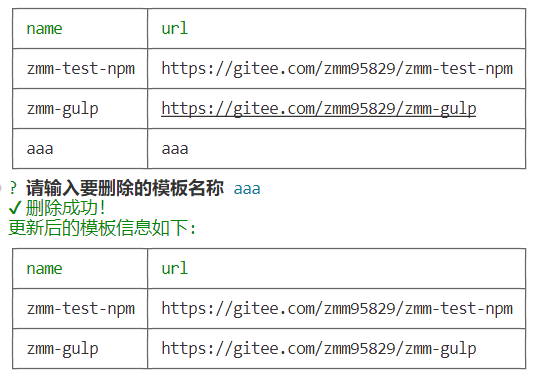 name url
zmm-test-npm https://gitee.com/zmm95829/zmm-test-npm
zmm-gulp https://gitee.com/zmm95829/zmm-gulp
aaa aaa
? 请输入要删除的模板名称 aaa
✔ 删除成功!
更新后的模板信息如下:
name url
zmm-test-npm https://gitee.com/zmm95829/zmm-test-npm
zmm-gulp https://gitee.com/zmm95829/zmm-gulp